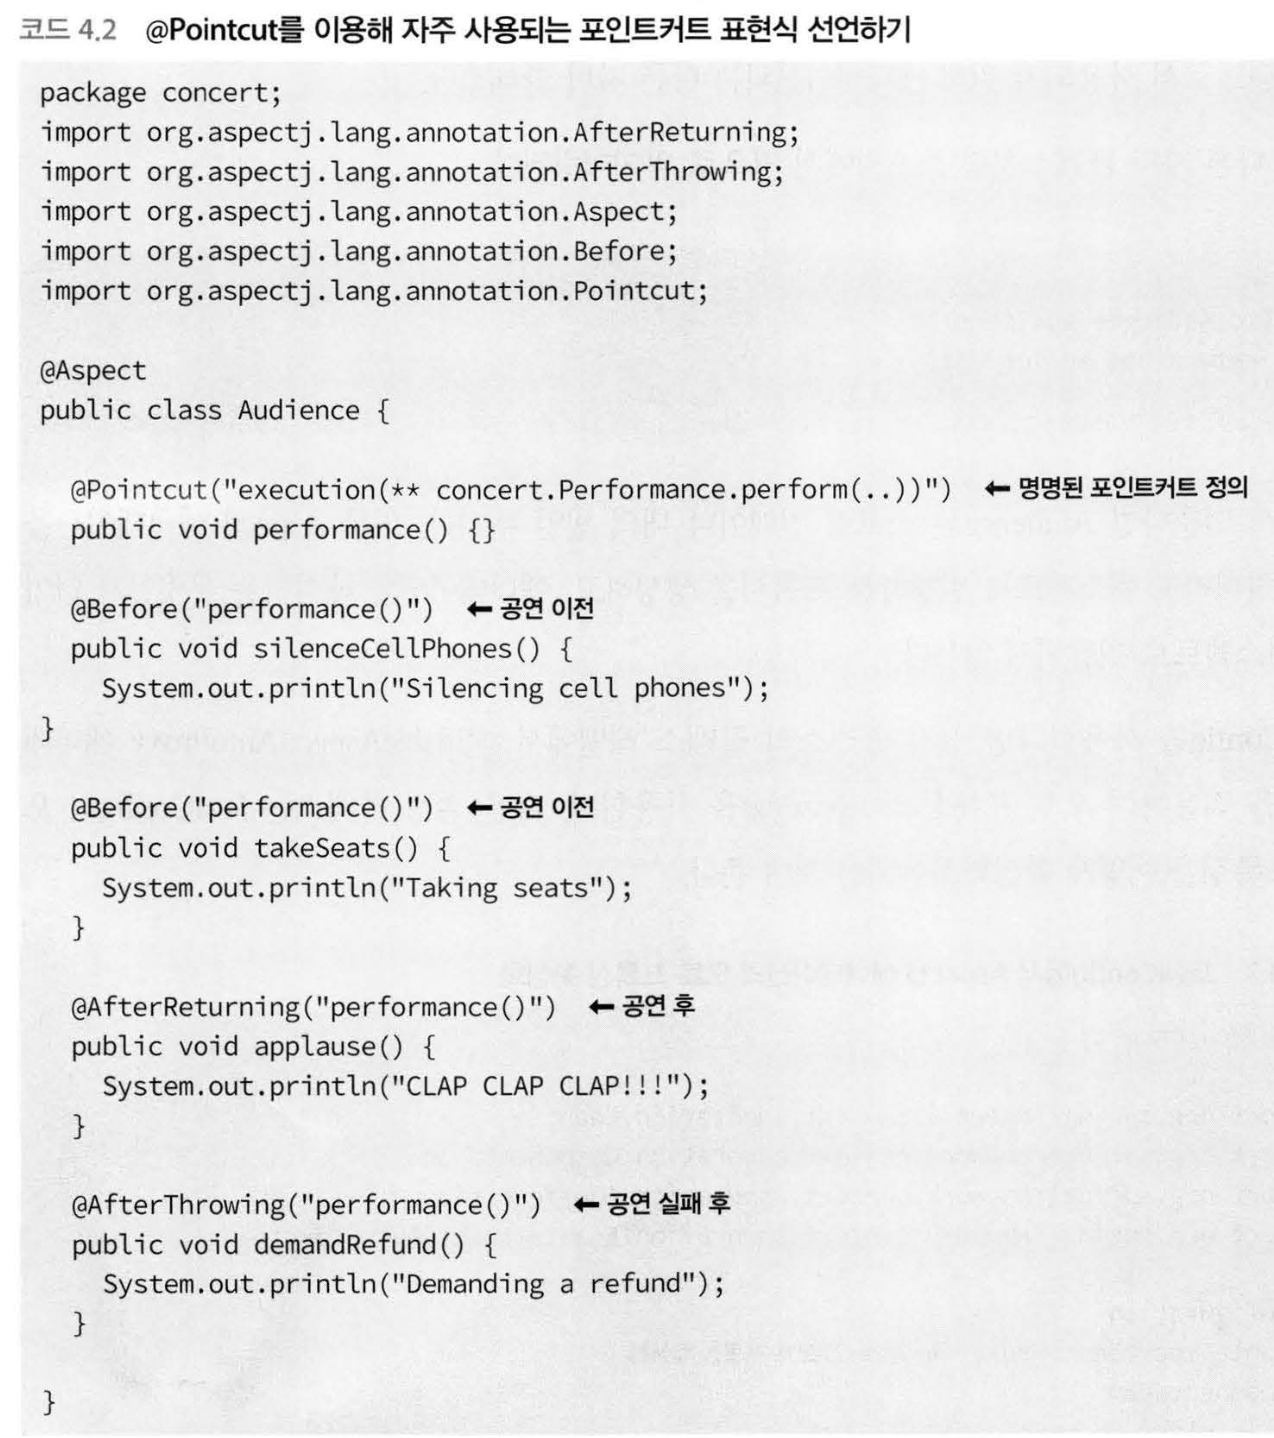 코드 4.2 @Pointcut를 이용해 자주 사용되는 포인트커트 표현식 선언하기
package concert;
import org.aspectj.lang.annotation.AfterReturning;
import org.aspectj.lang.annotation.AfterThrowing;
import org.aspectj.lang.annotation.Aspect;
import org.aspectj.lang.annotation.Before;
import org.aspectj.lang.annotation.Pointcut;
@Aspect
public class Audience {
@Pointcut("execution(** concert.Performance.perform(..))") ← 명명된 포인트커트 정의
public void performance() {}
@Before("performance()") ← 공연 이전
public void silenceCellPhones() {
System.out.println("Silencing cell phones");
}
@Before("performance()") ← 공연 이전
public void takeSeats() {
System.out.println("Taking seats");
}
@AfterReturning("performance()") ← 공연 후
public void applause() {
System.out.println("CLAP CLAP CLAP!!!");
}
@AfterThrowing("performance()") ← 공연 실패 후
public void demandRefund() {
System.out.println("Demanding a refund");
}
}